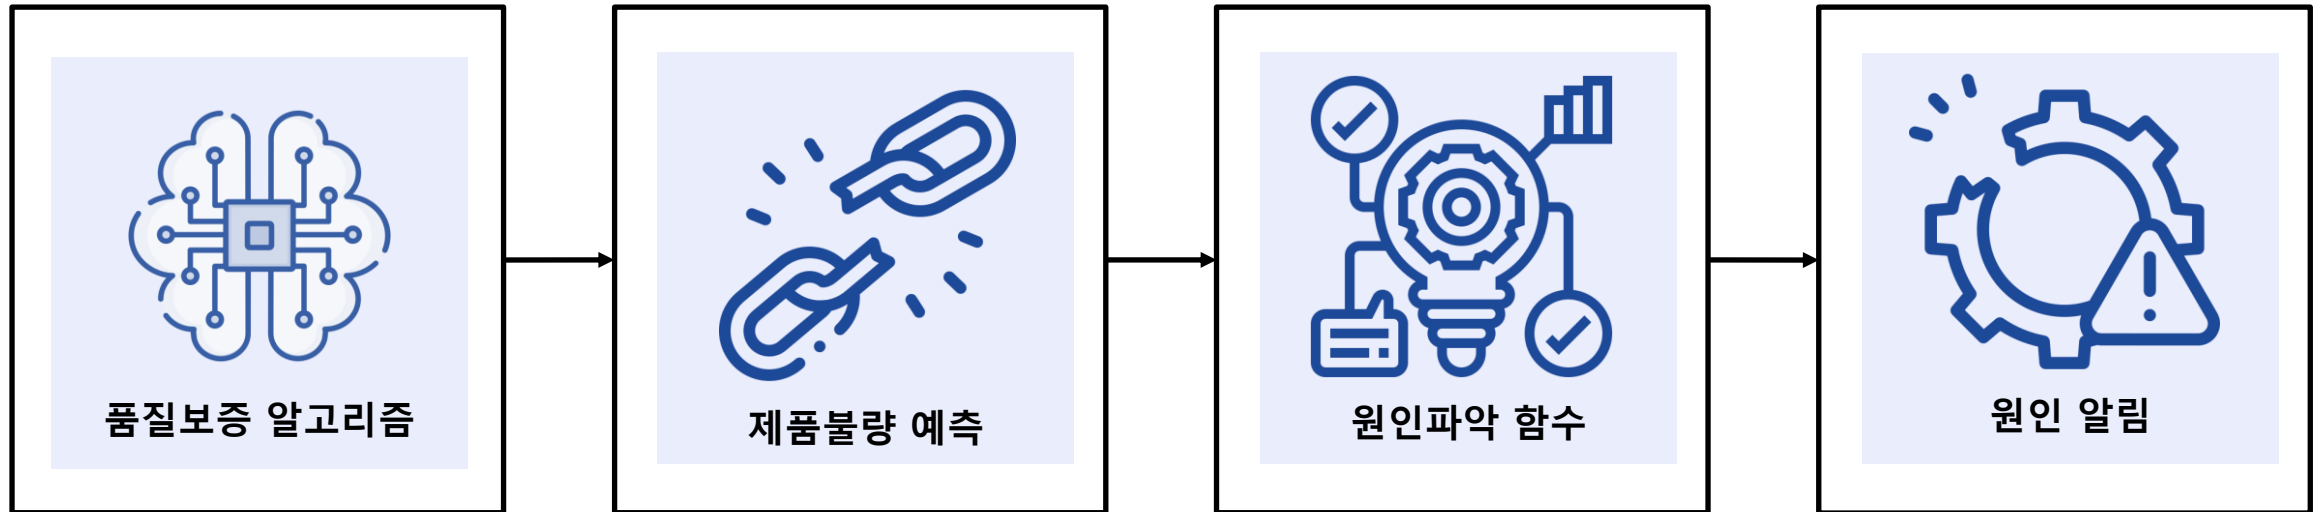 품질보증 알고리즘
제품불량 예측
원인파악 함수
원인 알림